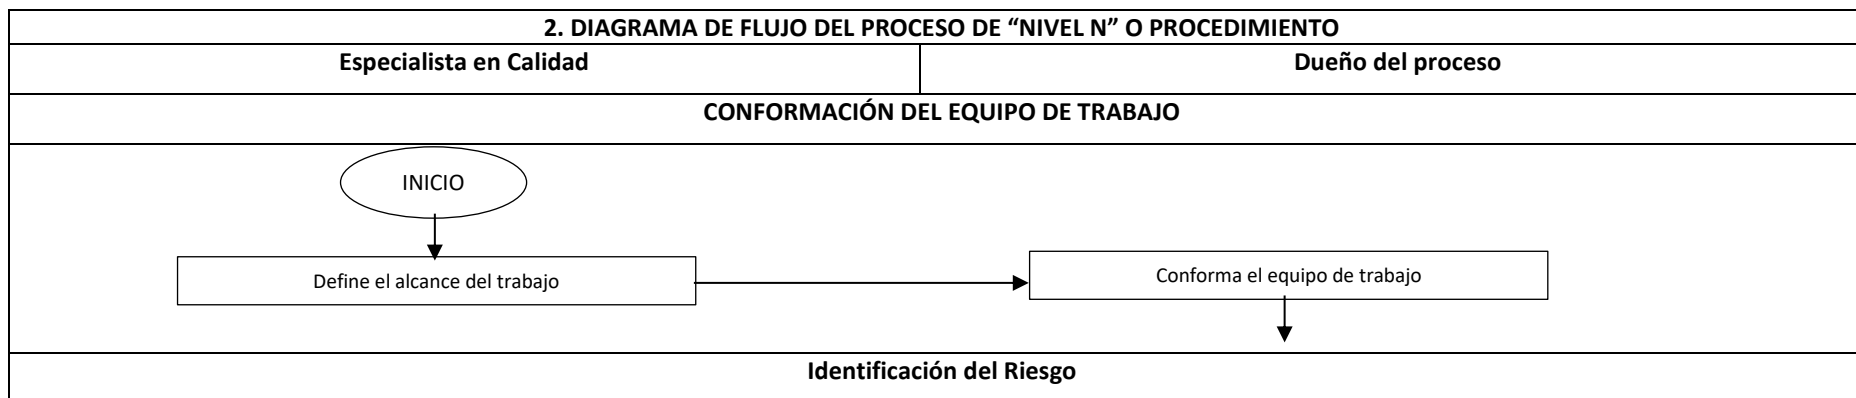 2. DIAGRAMA DE FLUJO DEL PROCESO DE “NIVEL N” O PROCEDIMIENTO
Especialista en Calidad
Dueño del proceso
CONFORMACIÓN DEL EQUIPO DE TRABAJO
INICIO
Define el alcance del trabajo
Conforma el equipo de trabajo
Identificación del Riesgo